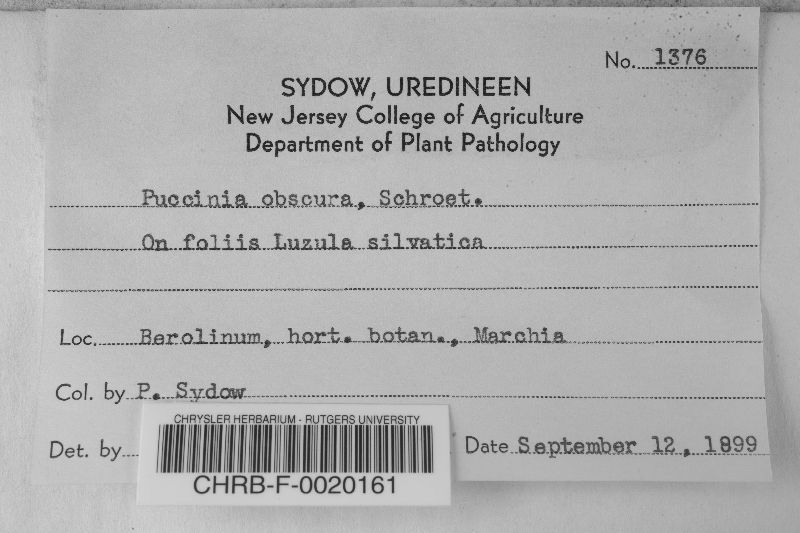 No. 1376
SYDOW, UREDINEEN
New Jersey College of Agriculture
Department of Plant Pathology
Puccinia obscura, Schroet.
On foliis Luzula silvatica
Loc. Berolinum, hort. botan., Marchia
Col. by P. Sydow
Det. by
Date September 12, 1899
CHRYSLER HERBARIUM - RUTGERS UNIVERSITY
CHRB-F-0020161